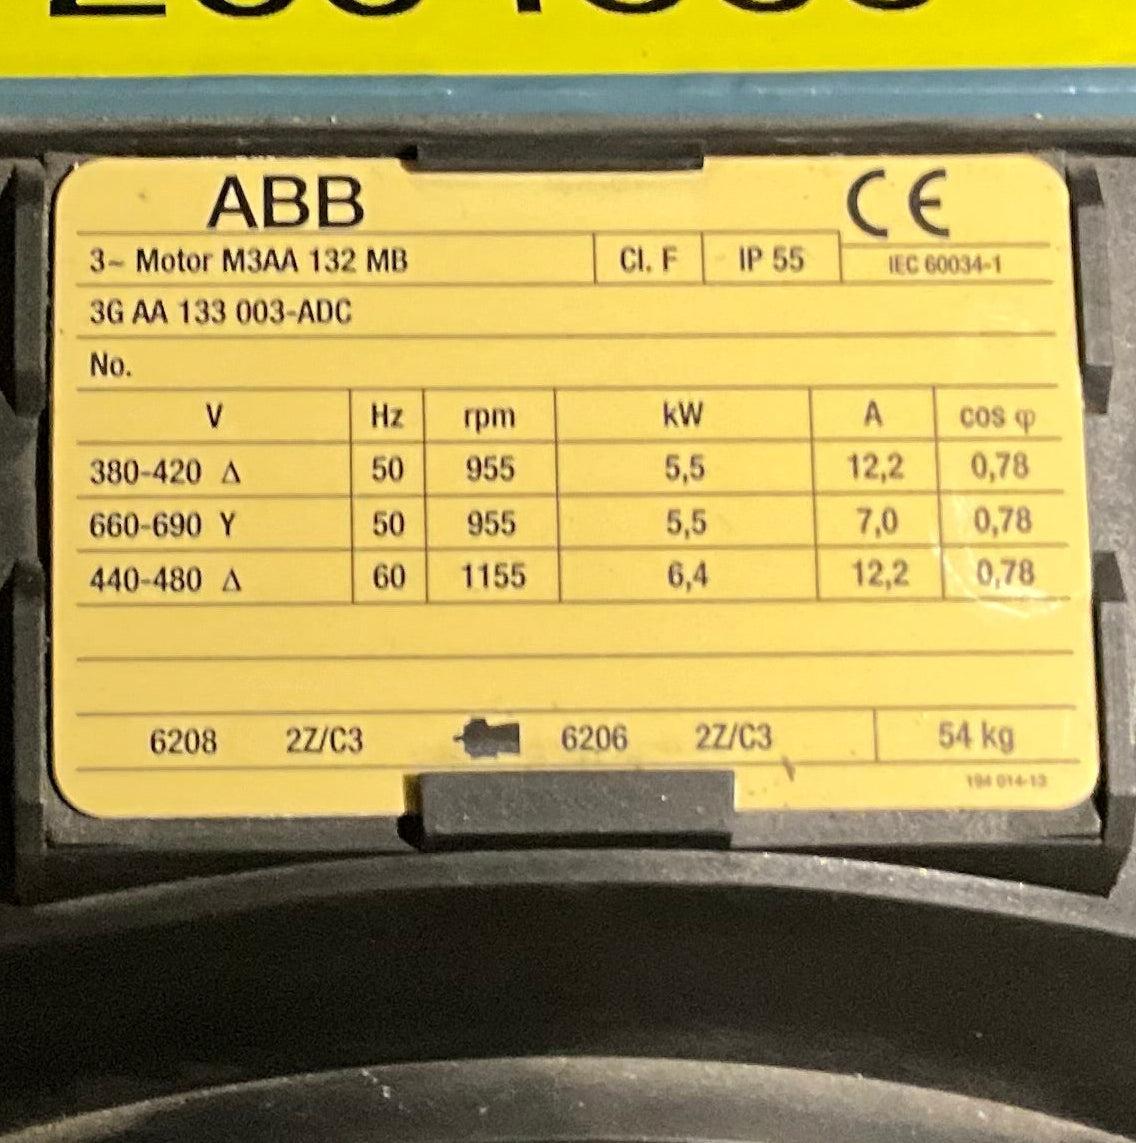 ABB CE
3~ Motor M3AA 132 MB Cl. F IP 55 IEC 60034-1
3G AA 133 003-ADC
No.
V Hz rpm kW A cos φ
380-420 Δ 50 955 5,5 12,2 0,78
660-690 Y 50 955 5,5 7,0 0,78
440-480 Δ 60 1155 6,4 12,2 0,78
6208 2Z/C3 6206 2Z/C3 54 kg
194 014-13